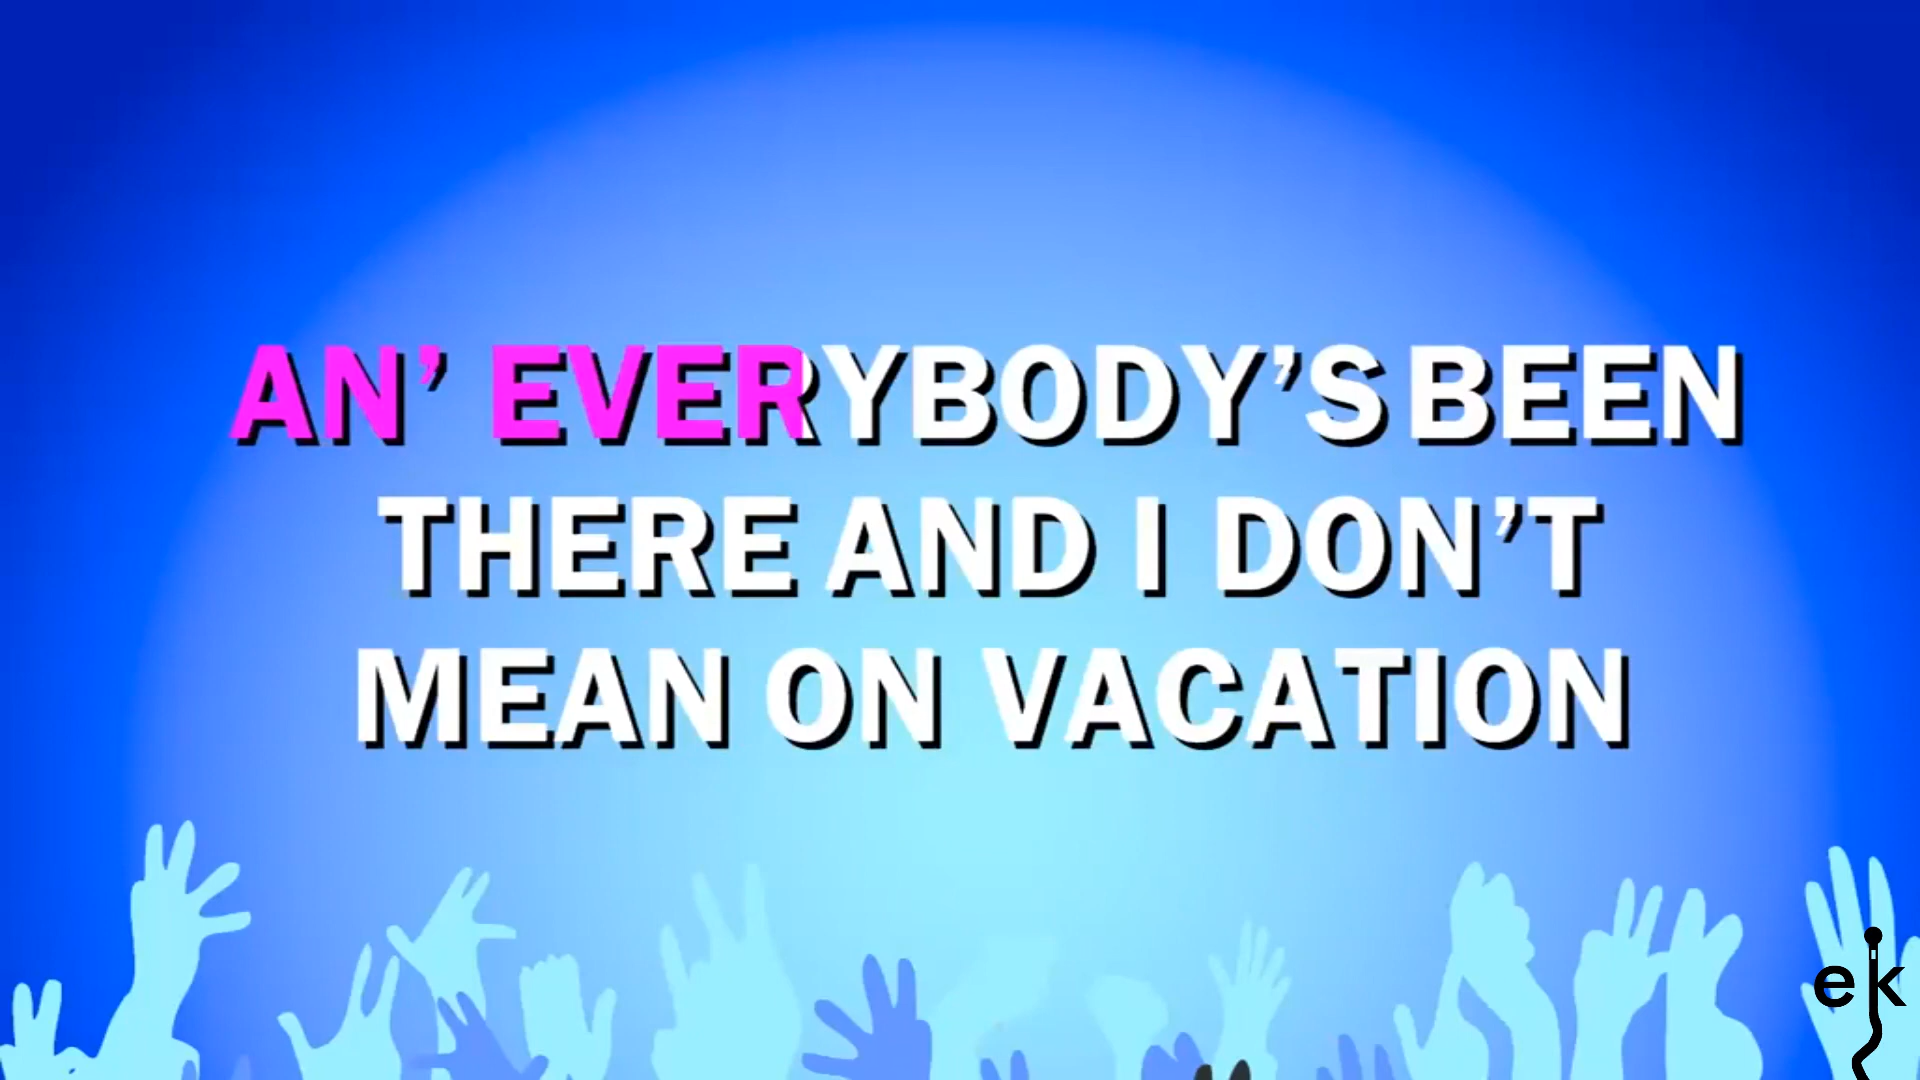 AN’ EVERYBODY’S BEEN
THERE AND I DON’T
MEAN ON VACATION
ek